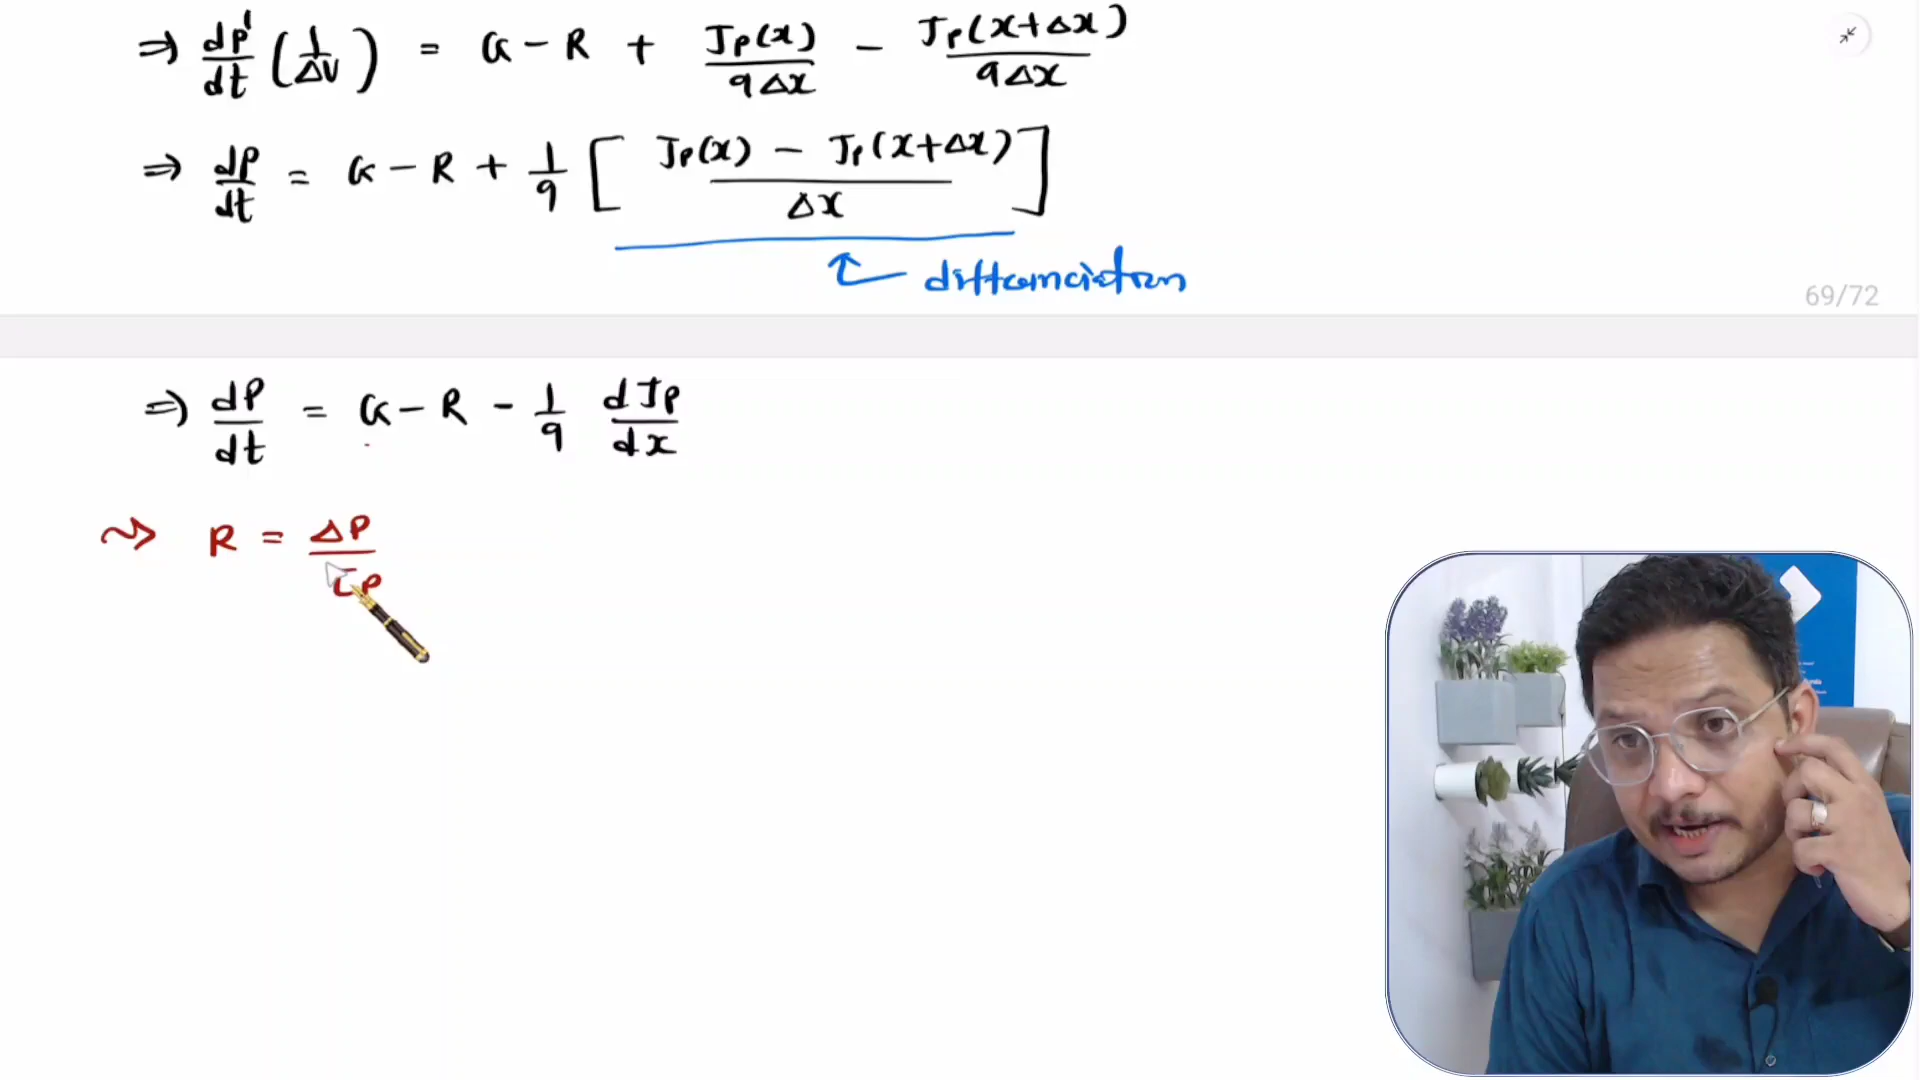 ⇒ dp'/dt (1/ΔV) = G - R + Jp(x)/qΔx - Jp(x+Δx)/qΔx
⇒ dp/dt = G - R + 1/q [ Jp(x) - Jp(x+Δx) / Δx ]
differenciation
69/72
⇒ dP/dt = G - R - 1/q dJp/dx
⇝ R = ΔP/τP